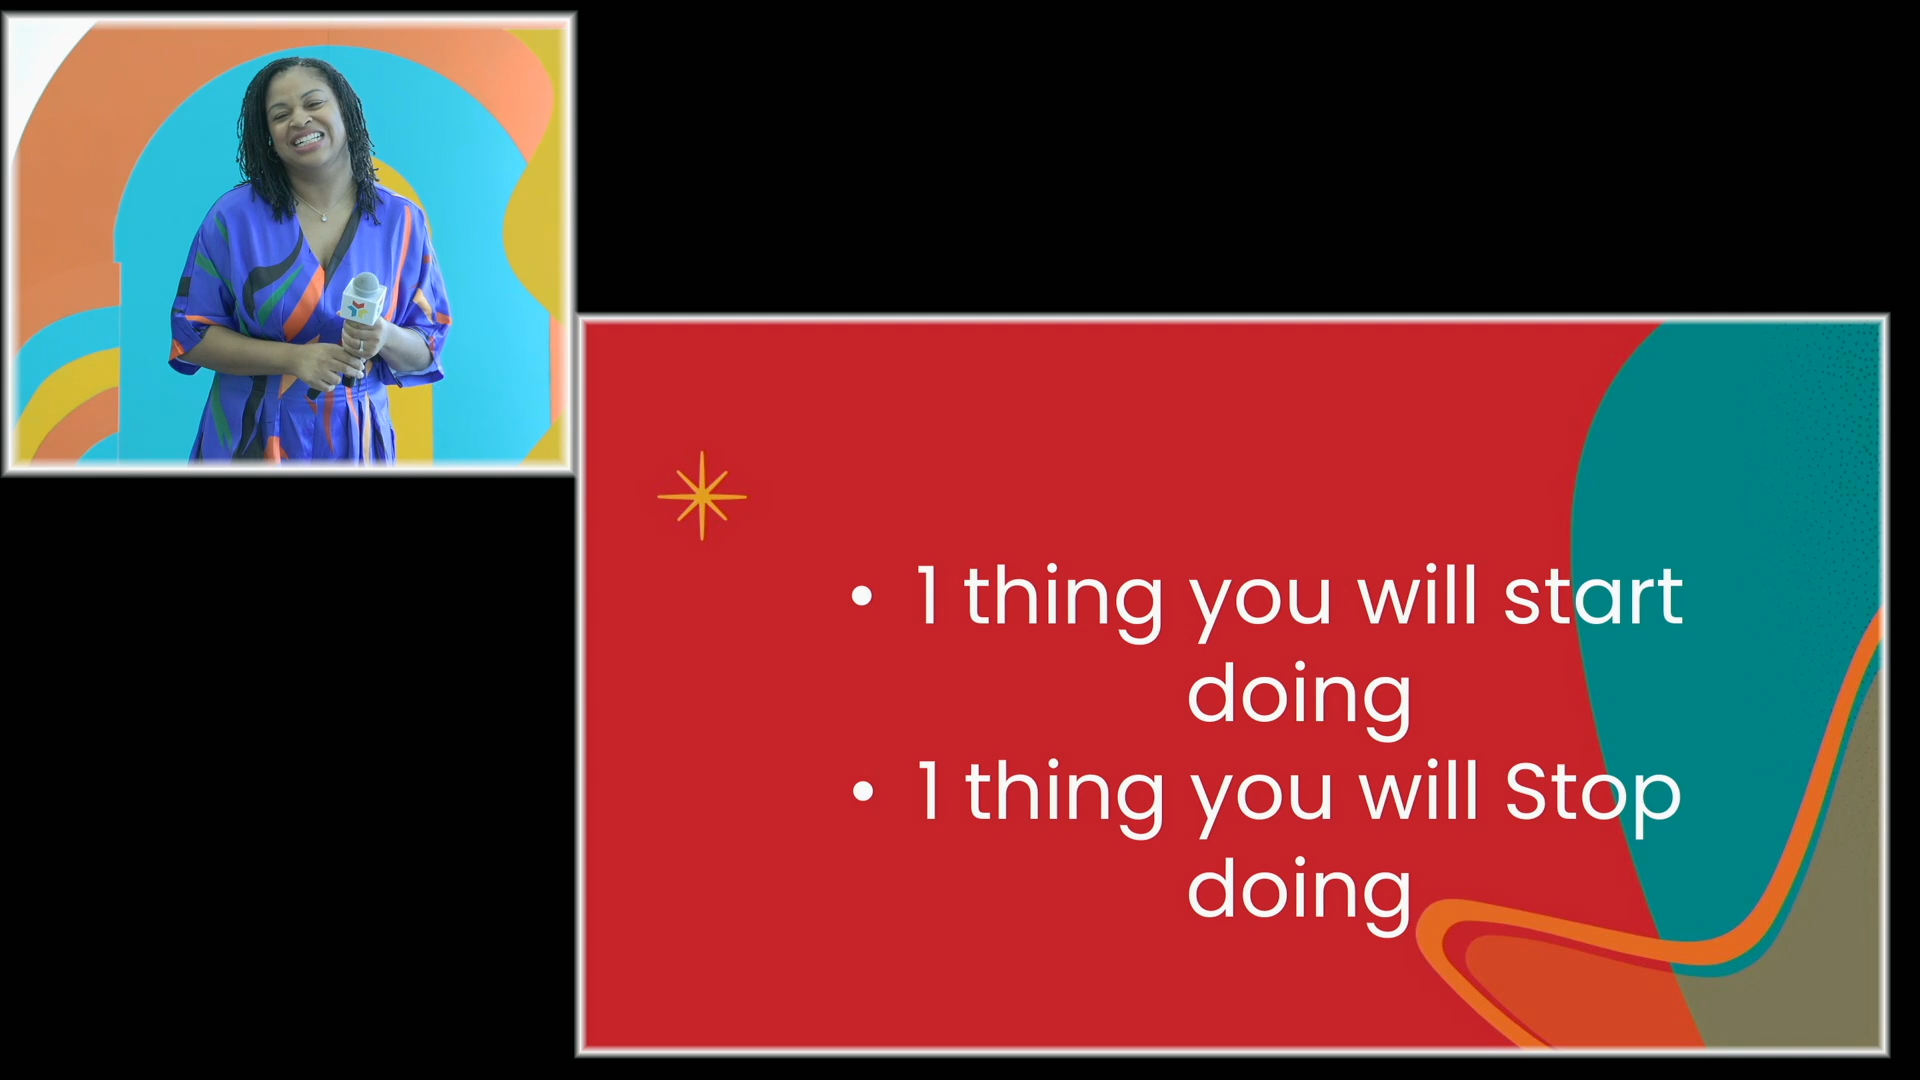 • 1 thing you will start
doing
• 1 thing you will Stop
doing